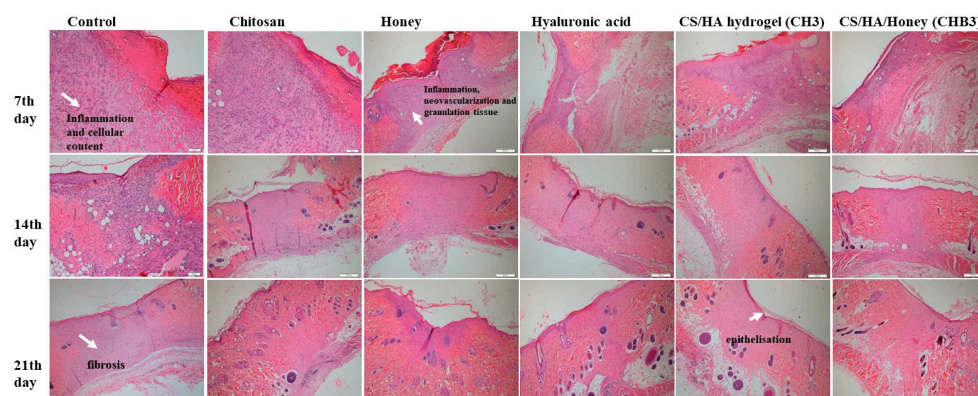 Control Chitosan Honey Hyaluronic acid CS/HA hydrogel (CH3) CS/HA/Honey (CHB3)
7th
day
Inflammation
and cellular
content
Inflammation,
neovascularization and
granulation tissue
14th
day
21th
day
fibrosis
epithelisation